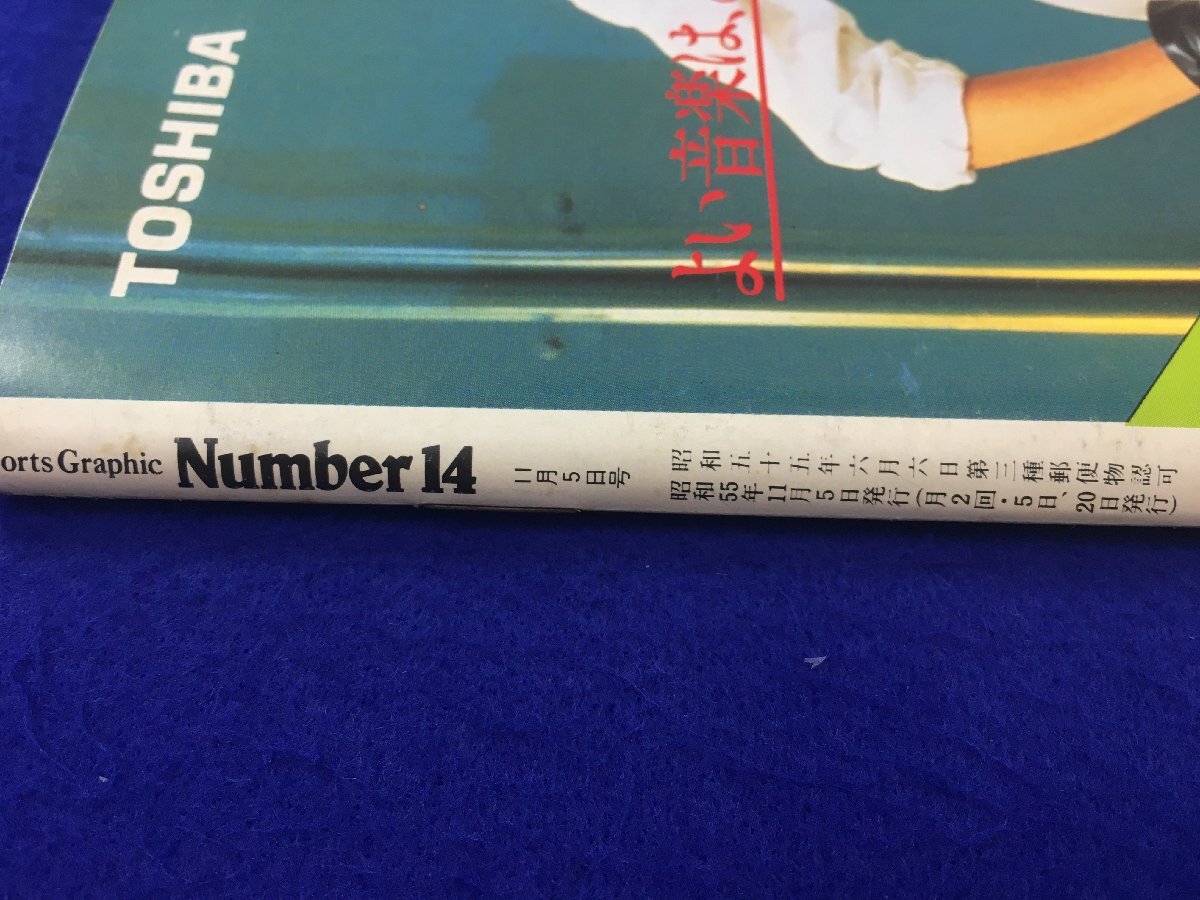 TOSHIBA
よい音楽は、
orts Graphic Number 14 11月5日号
昭和五十五年六月六日第三種郵便物認可
昭和55年11月5日発行(月2回・5日、20日発行)